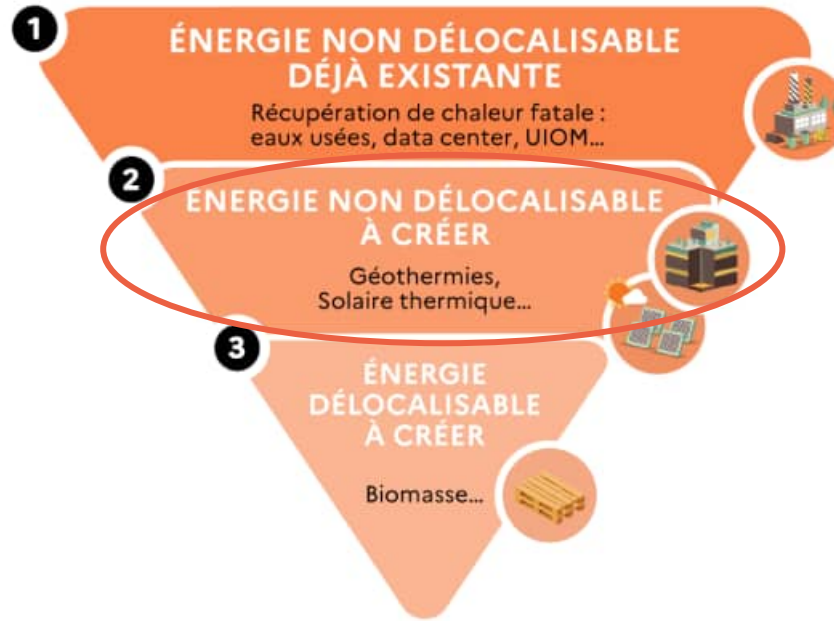 1
ÉNERGIE NON DÉLOCALISABLE
DÉJÀ EXISTANTE
Récupération de chaleur fatale :
eaux usées, data center, UIOM...
2
ÉNERGIE NON DÉLOCALISABLE
À CRÉER
Géothermies,
Solaire thermique...
3
ÉNERGIE
DÉLOCALISABLE
À CRÉER
Biomasse...